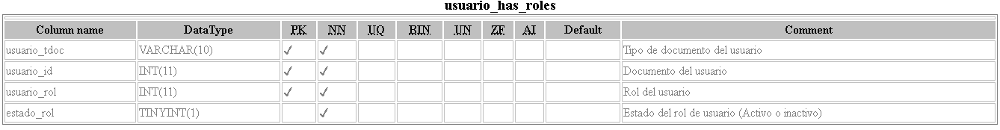 usuario_has_roles
Column name DataType PK NN UQ BIN UN ZF AI Default Comment
usuario_tdoc VARCHAR(10) ✓ ✓ Tipo de documento del usuario
usuario_id INT(11) ✓ ✓ Documento del usuario
usuario_rol INT(11) ✓ ✓ Rol del usuario
estado_rol TINYINT(1) ✓ Estado del rol de usuario (Activo o inactivo)